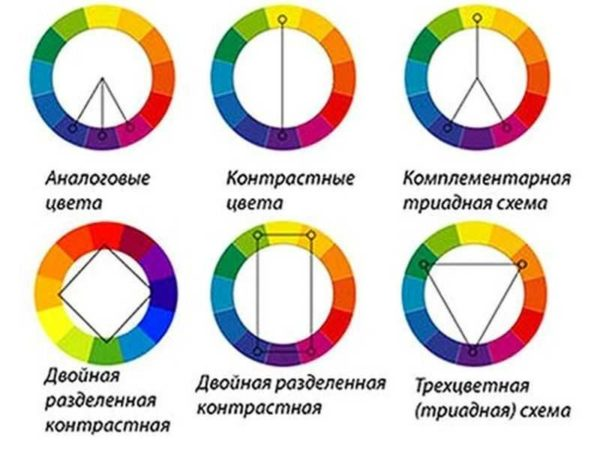 Аналоговые
цвета
Контрастные
цвета
Комплементарная
триадная схема
Двойная
разделенная
контрастная
Двойная разделенная
контрастная
Трехцветная
(триадная) схема